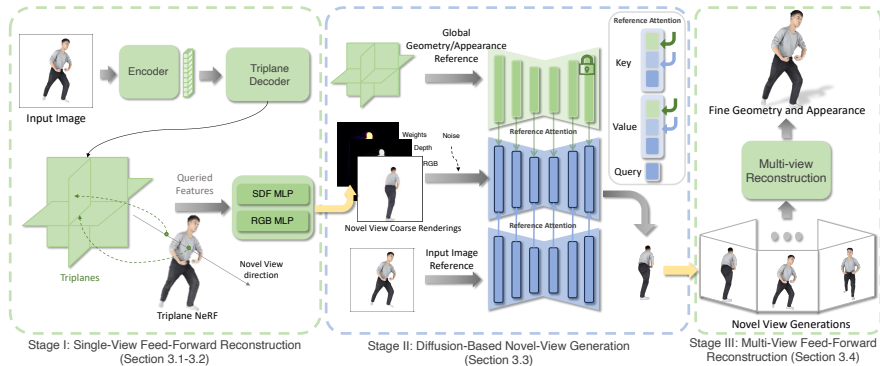 Input Image
Encoder
Triplane
Decoder
Queried
Features
SDF MLP
RGB MLP
Triplanes
Novel View
direction
Triplane NeRF
Stage I: Single-View Feed-Forward Reconstruction
(Section 3.1-3.2)
Global
Geometry/Appearance
Reference
Reference Attention
Weights
Depth
RGB
Noise
Novel View Coarse Renderings
Reference Attention
Input Image
Reference
Reference Attention
Key
Value
Query
Stage II: Diffusion-Based Novel-View Generation
(Section 3.3)
Fine Geometry and Appearance
Multi-view
Reconstruction
Novel View Generations
Stage III: Multi-View Feed-Forward
Reconstruction (Section 3.4)